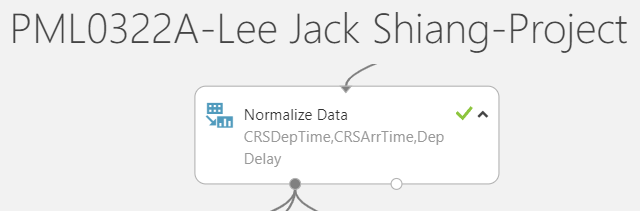 PML0322A-Lee Jack Shiang-Project
Normalize Data
CRSDepTime,CRSArrTime,Dep
Delay